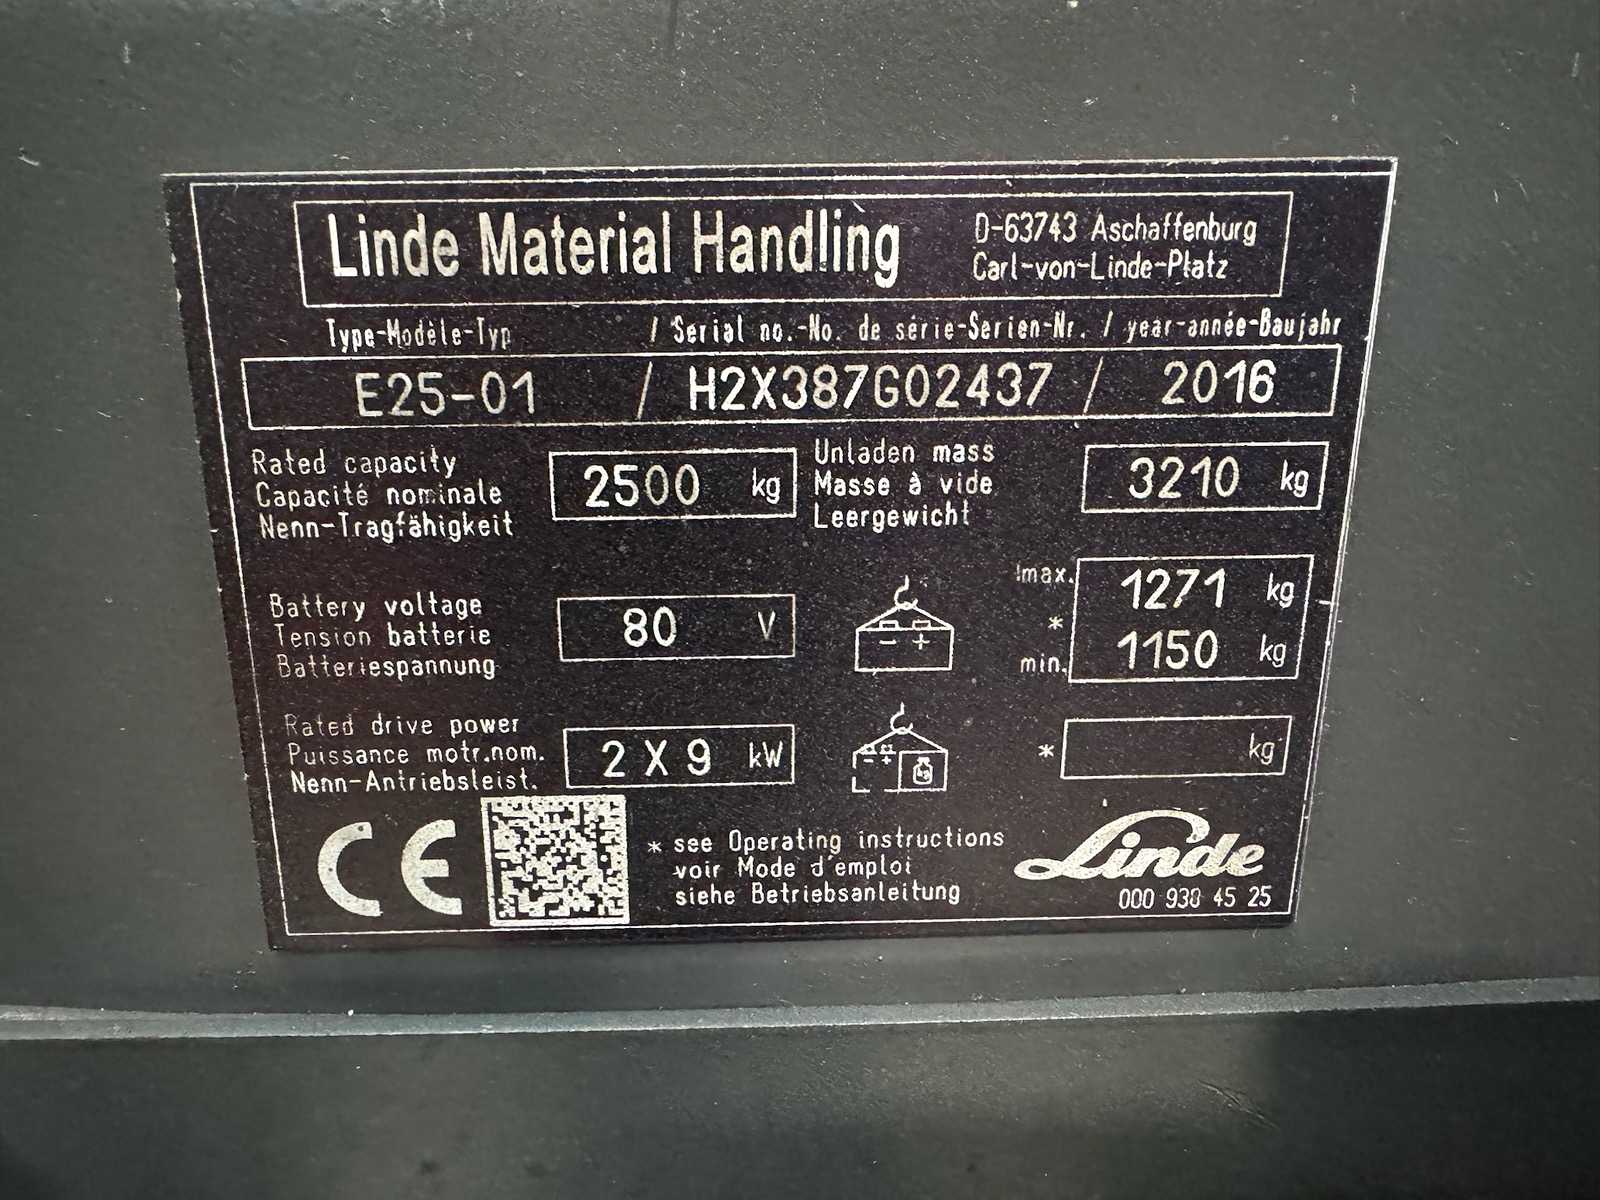 Linde Material Handling
D-63743 Aschaffenburg
Carl-von-Linde-Platz
Type-Modèle-Typ / Serial no.-No. de série-Serien-Nr. / year-année-Baujahr
E25-01 / H2X387G02437 / 2016
Rated capacity
Capacité nominale
Nenn-Tragfähigkeit
2500 kg
Unladen mass
Masse à vide
Leergewicht
3210 kg
Battery voltage
Tension batterie
Batteriespannung
80 V
- +
max. 1271 kg
*
min. 1150 kg
Rated drive power
Puissance motr.nom.
Nenn-Antriebsleist.
2 X 9 kW
- + kg
* kg
CE
* see Operating instructions
voir Mode d'emploi
siehe Betriebsanleitung
Linde
000 938 45 25